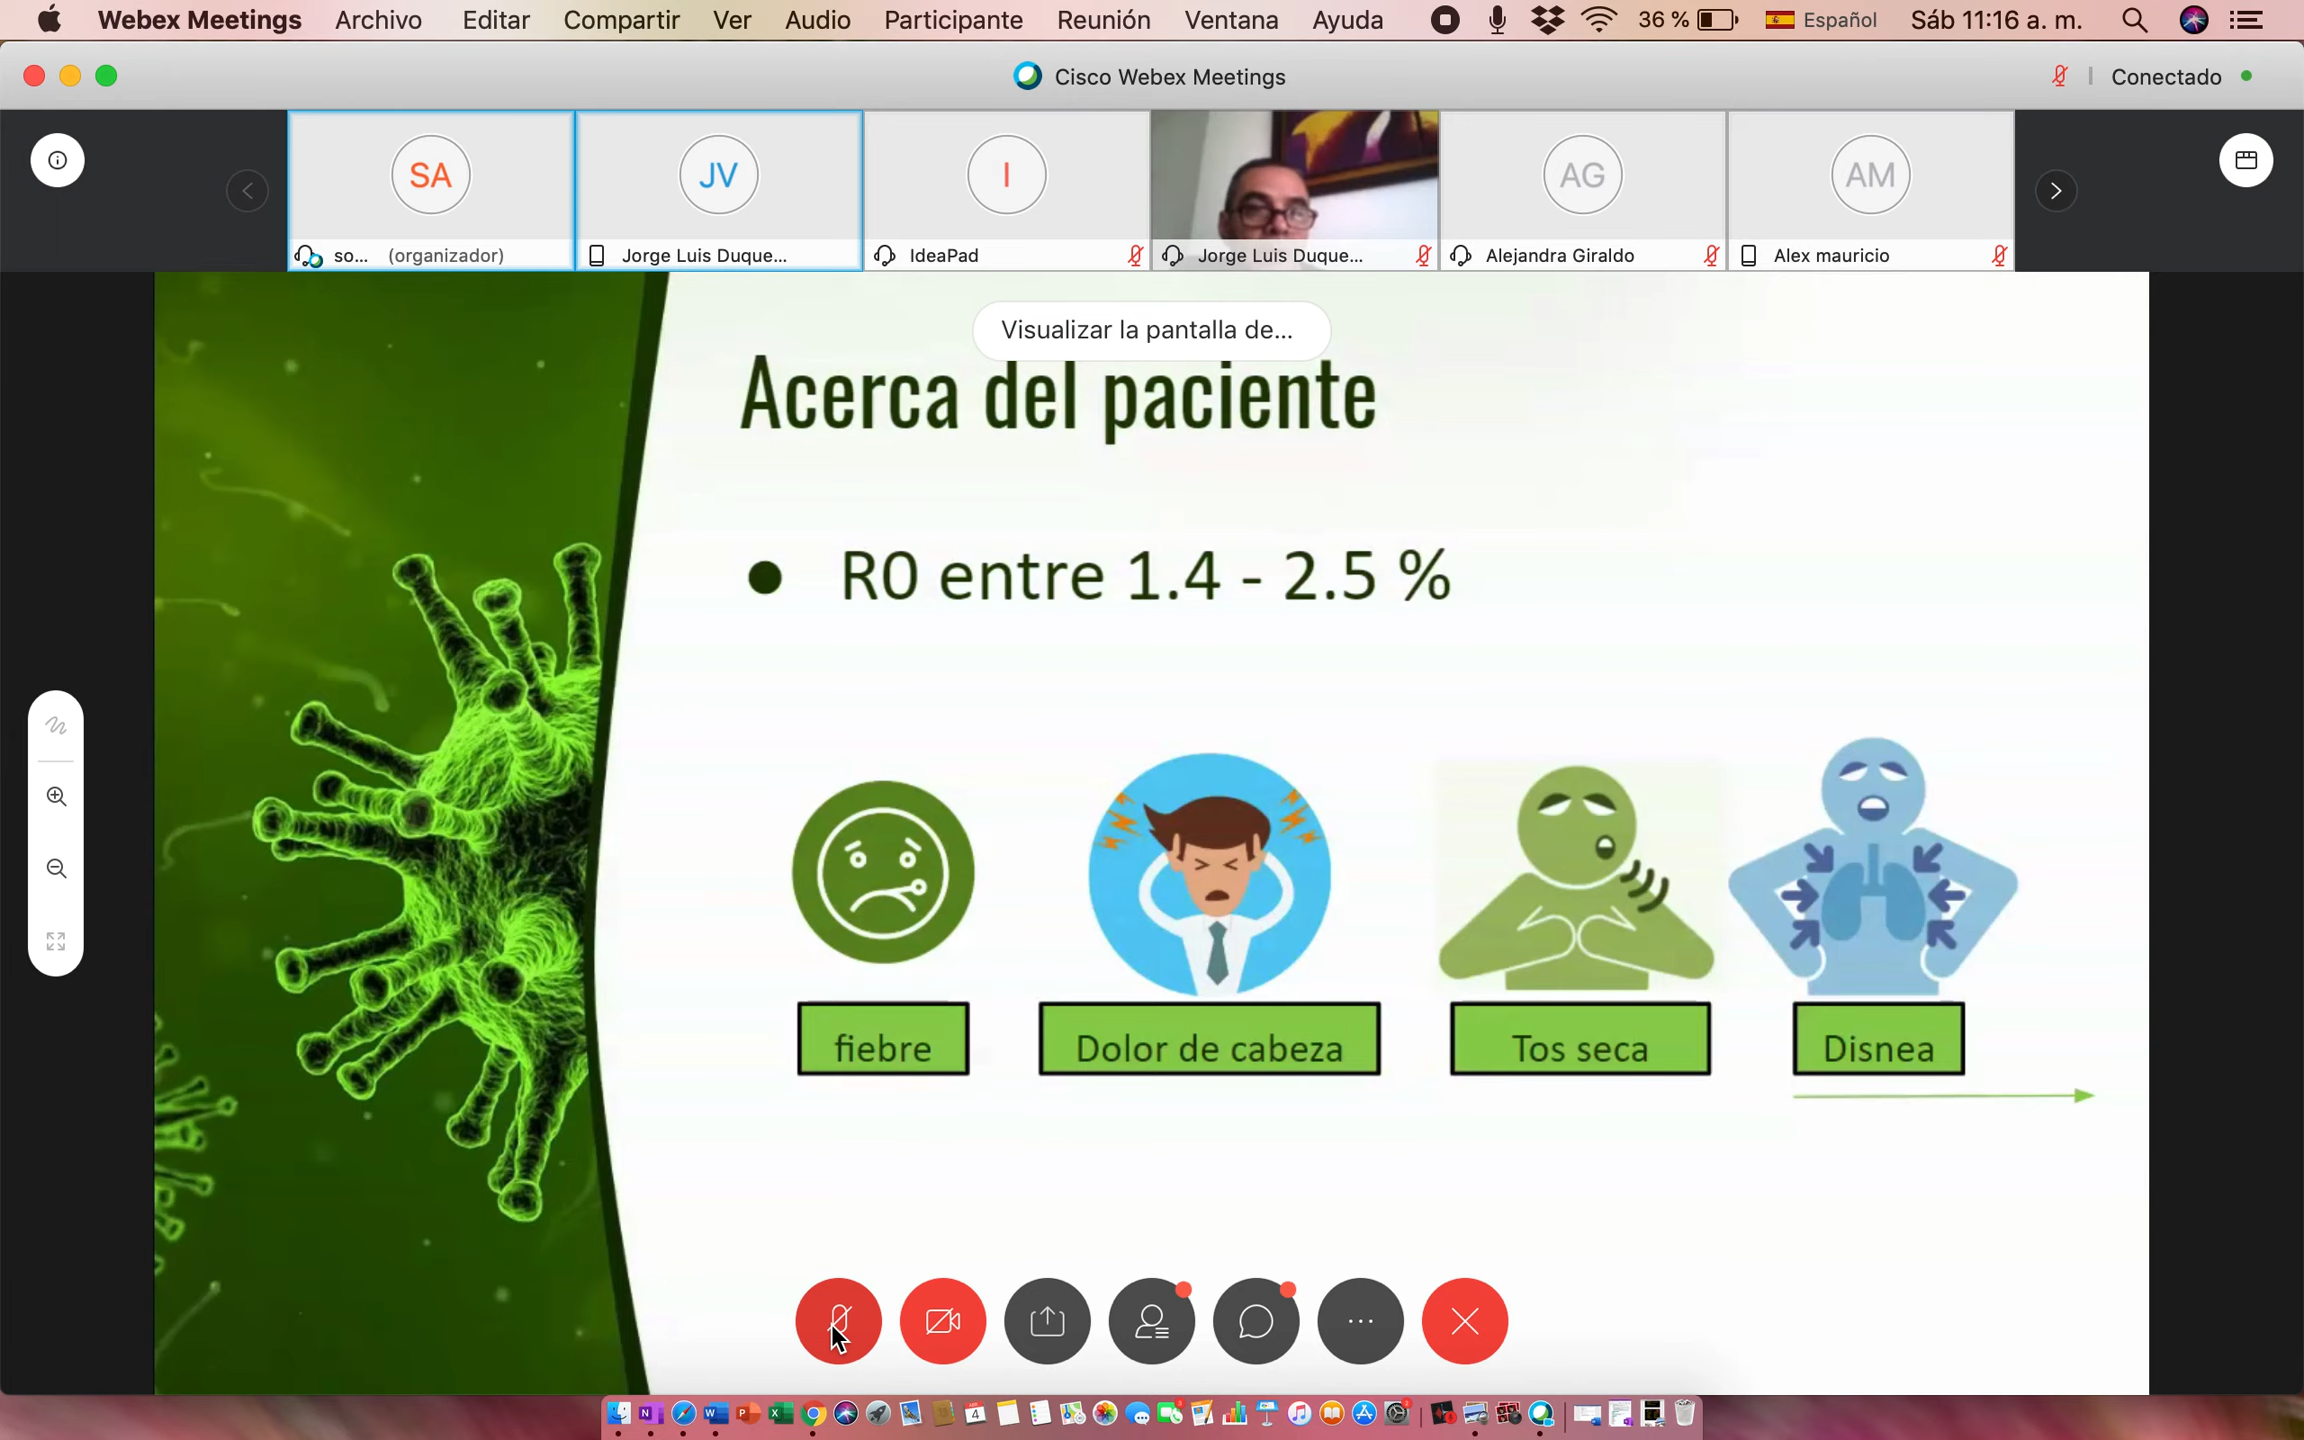 Webex Meetings Archivo Editar Compartir Ver Audio Participante Reunión Ventana Ayuda 36 % Español Sáb 11:16 a. m.
Cisco Webex Meetings
Conectado
SA
JV
I
AG
AM
so... (organizador)
Jorge Luis Duque...
IdeaPad
Jorge Luis Duque...
Alejandra Giraldo
Alex mauricio
Visualizar la pantalla de...
Acerca del paciente
● R0 entre 1.4 - 2.5 %
fiebre
Dolor de cabeza
Tos seca
Disnea